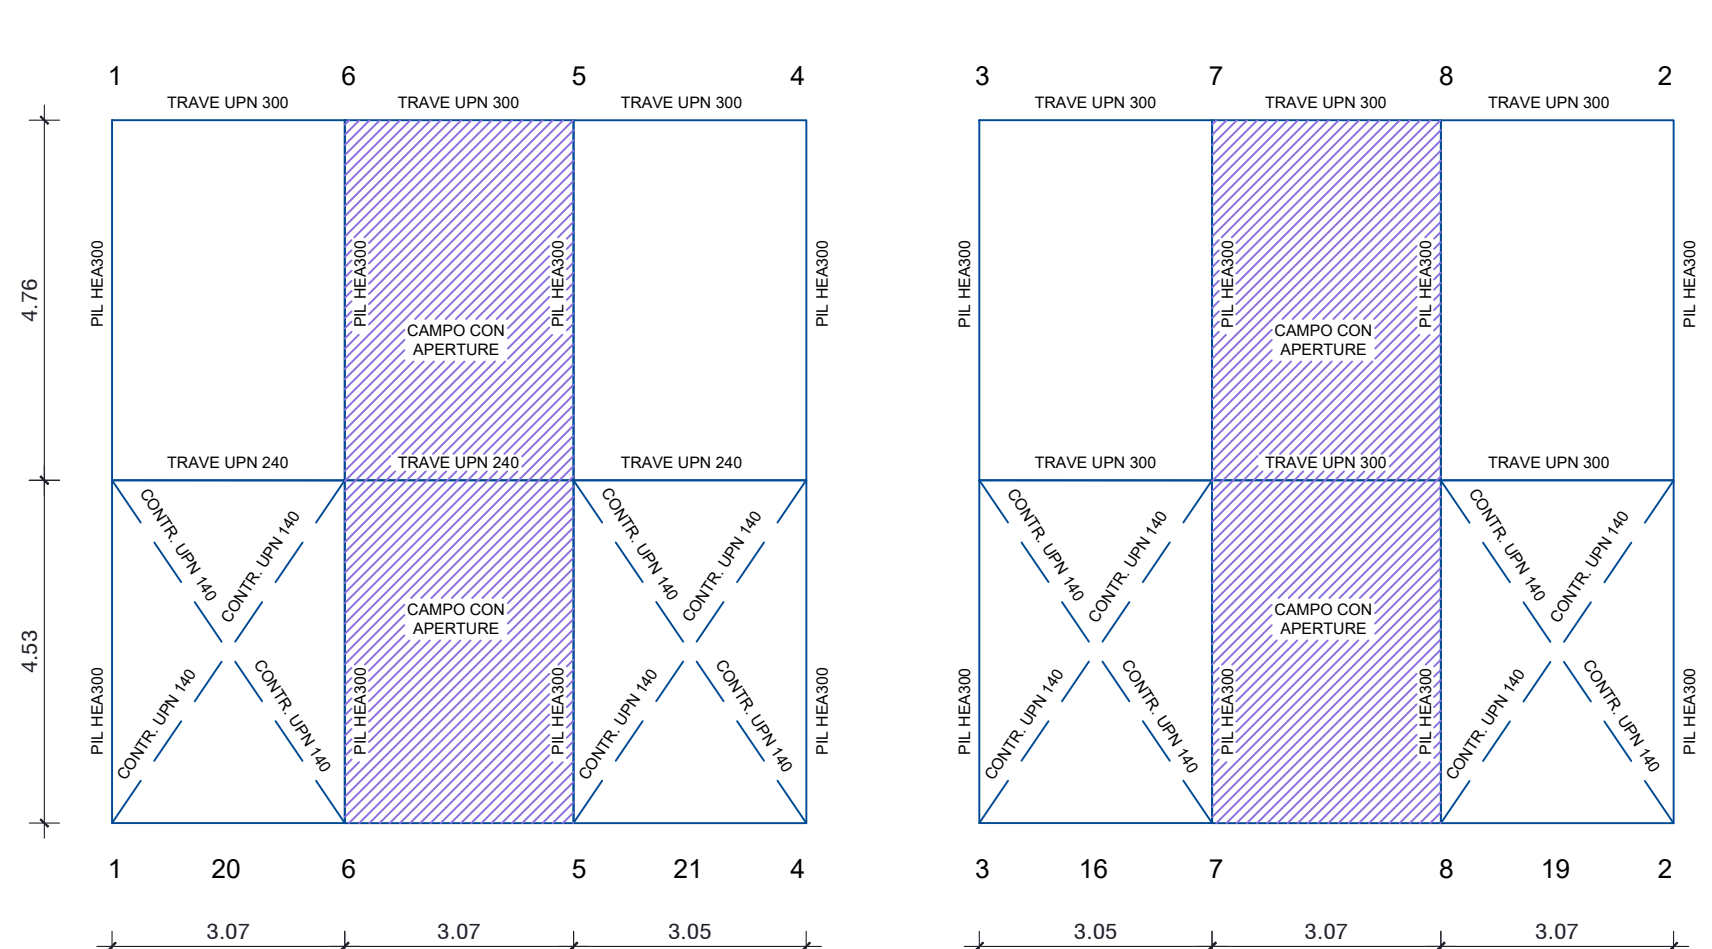 1 6 5 4 3 7 8 2
TRAVE UPN 300 TRAVE UPN 300 TRAVE UPN 300 TRAVE UPN 300 TRAVE UPN 300 TRAVE UPN 300
4.76
PIL HEA300 PIL HEA300 PIL HEA300 PIL HEA300 PIL HEA300 PIL HEA300 PIL HEA300 PIL HEA300
CAMPO CON
APERTURE
CAMPO CON
APERTURE
TRAVE UPN 240 TRAVE UPN 240 TRAVE UPN 240 TRAVE UPN 300 TRAVE UPN 300 TRAVE UPN 300
CONTR. UPN 140 CONTR. UPN 140 CONTR. UPN 140 CONTR. UPN 140 CONTR. UPN 140 CONTR. UPN 140 CONTR. UPN 140 CONTR. UPN 140
4.53
CAMPO CON
APERTURE
CAMPO CON
APERTURE
PIL HEA300 CONTR. UPN 140 CONTR. UPN 140 PIL HEA300 PIL HEA300 CONTR. UPN 140 CONTR. UPN 140 PIL HEA300 PIL HEA300 CONTR. UPN 140 CONTR. UPN 140 PIL HEA300 PIL HEA300 CONTR. UPN 140 CONTR. UPN 140 PIL HEA300
1 20 6 5 21 4 3 16 7 8 19 2
3.07 3.07 3.05 3.05 3.07 3.07